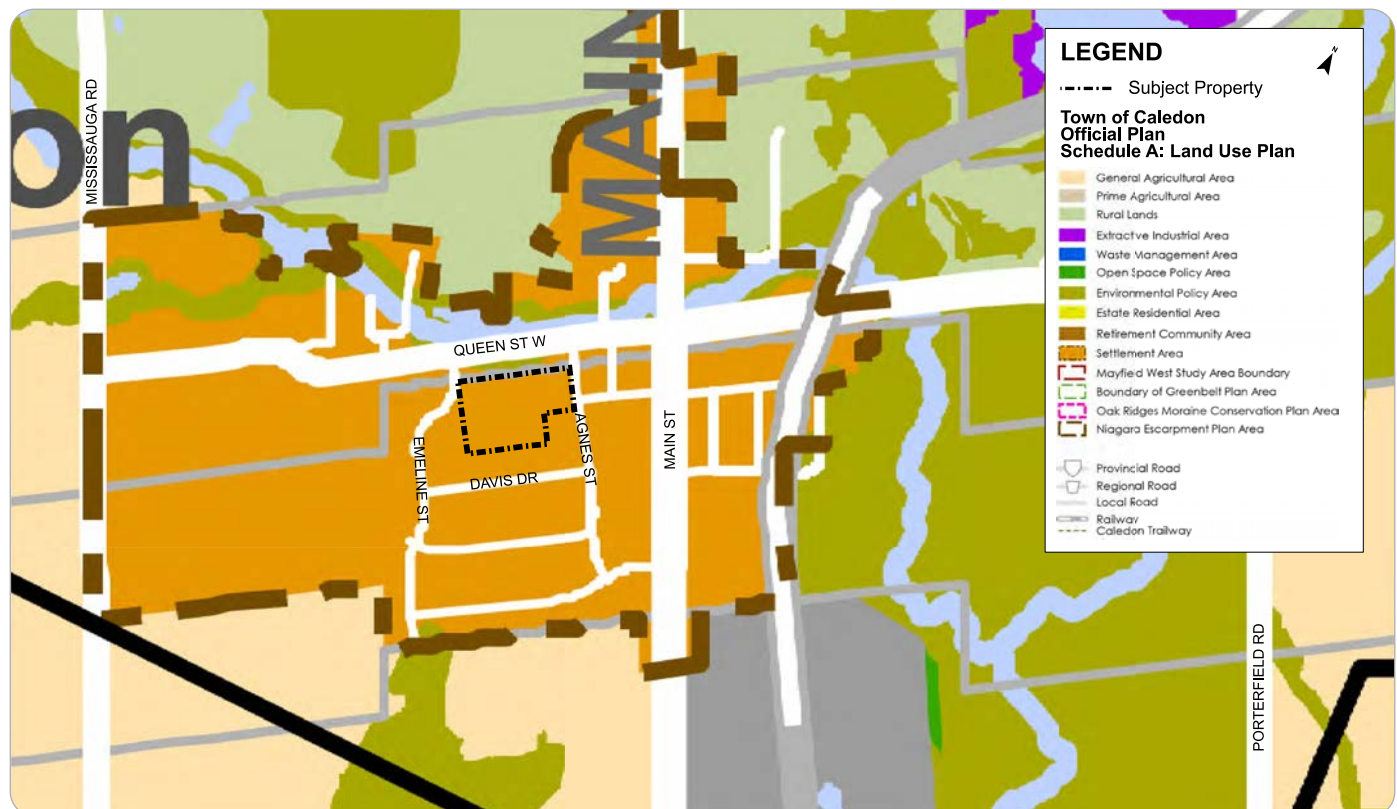 on
MISSISSAUGA RD
MAIN
QUEEN ST W
EMELINE ST
AGNES ST
DAVIS DR
MAIN ST
PORTERFIELD RD
LEGEND
N
Subject Property
Town of Caledon
Official Plan
Schedule A: Land Use Plan
General Agricultural Area
Prime Agricultural Area
Rural Lands
Extractive Industrial Area
Waste Management Area
Open Space Policy Area
Environmental Policy Area
Estate Residential Area
Retirement Community Area
Settlement Area
Mayfied West Study Area Boundary
Boundary of Greenbelt Plan Area
Oak Ridges Moraine Conservation Plan Area
Niagara Escarpment Plan Area
Provincial Road
Regional Road
Local Road
Railway
Caledon Trailway